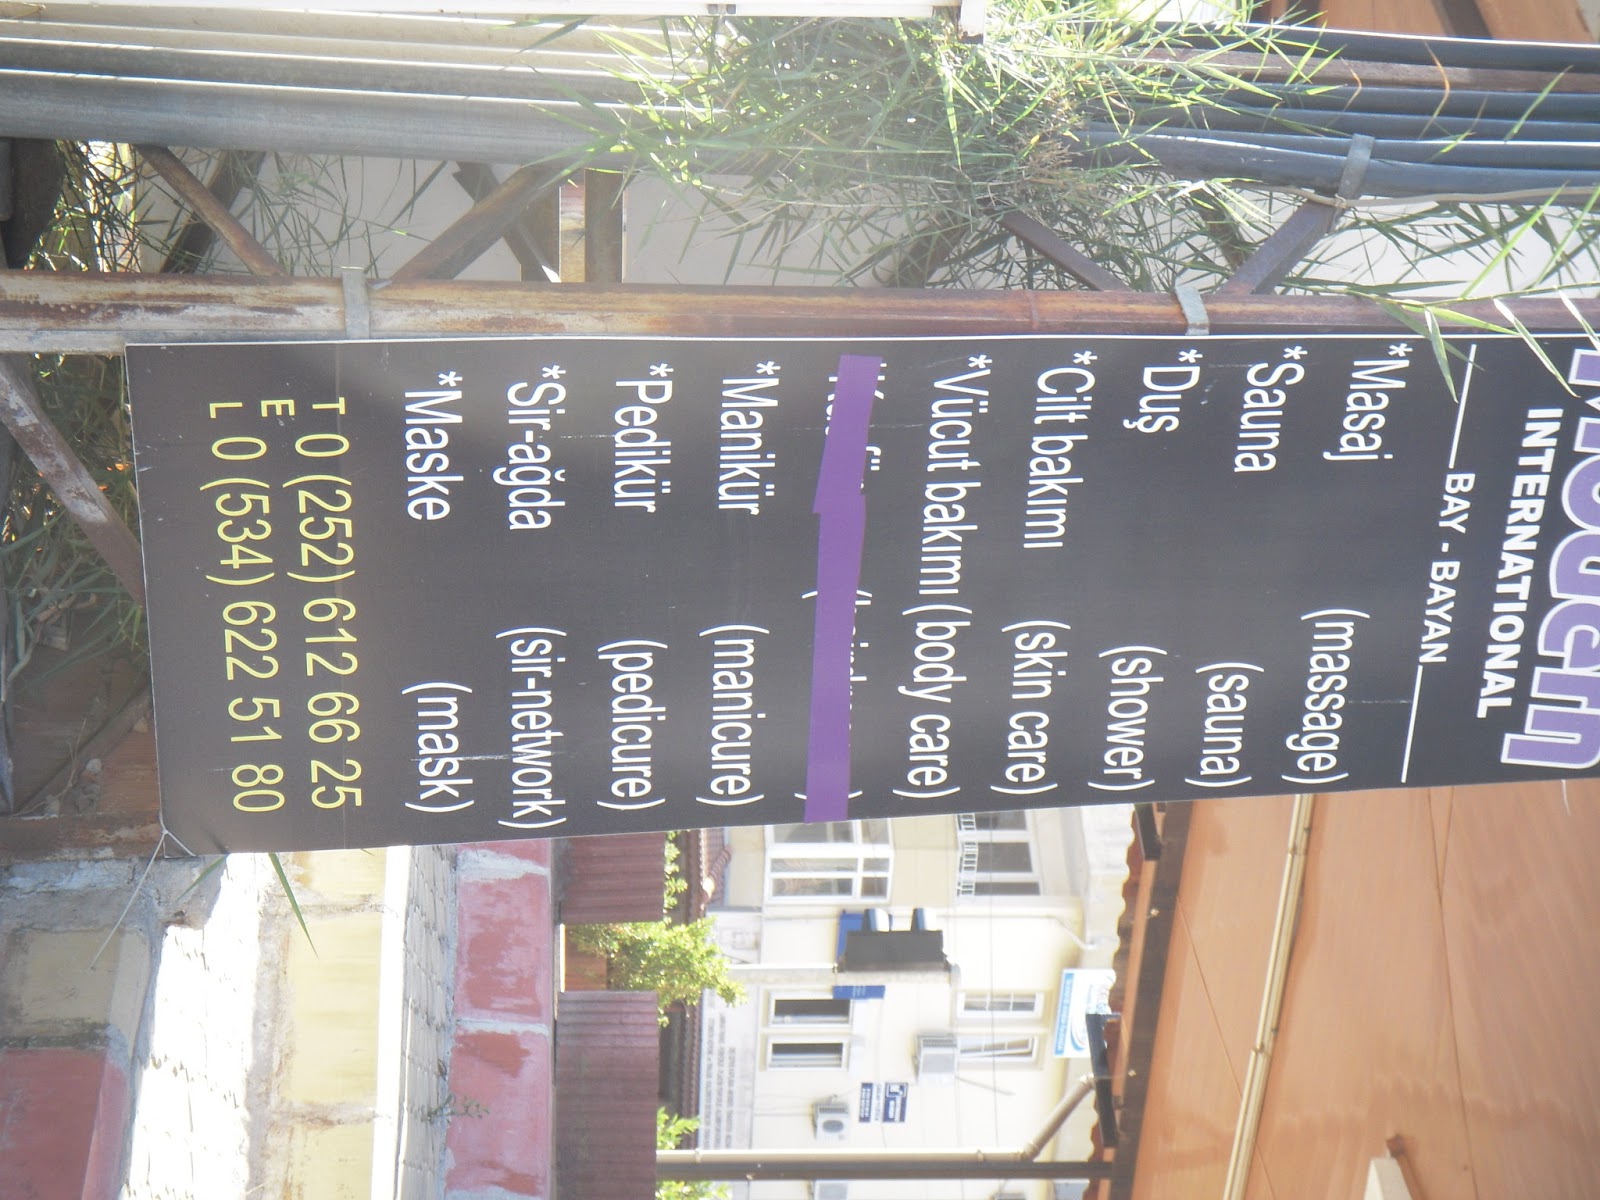 Modern
INTERNATIONAL
BAY - BAYAN
*Masaj (massage)
*Sauna (sauna)
*Duş (shower)
*Cilt bakımı (skin care)
*Vücut bakımı (body care)
*Manikür (manicure)
*Pedikür (pedicure)
*Sir-ağda (sir-network)
*Maske (mask)
T 0 (252) 612 66 25
E
L 0 (534) 622 51 80